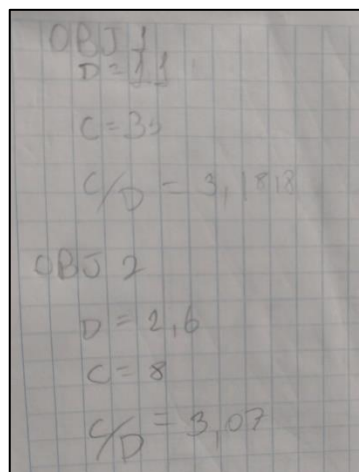 OBJ 1
D = 11
C = 35
C/D = 3,1818
OBJ 2
D = 2,6
C = 8
C/D = 3,07